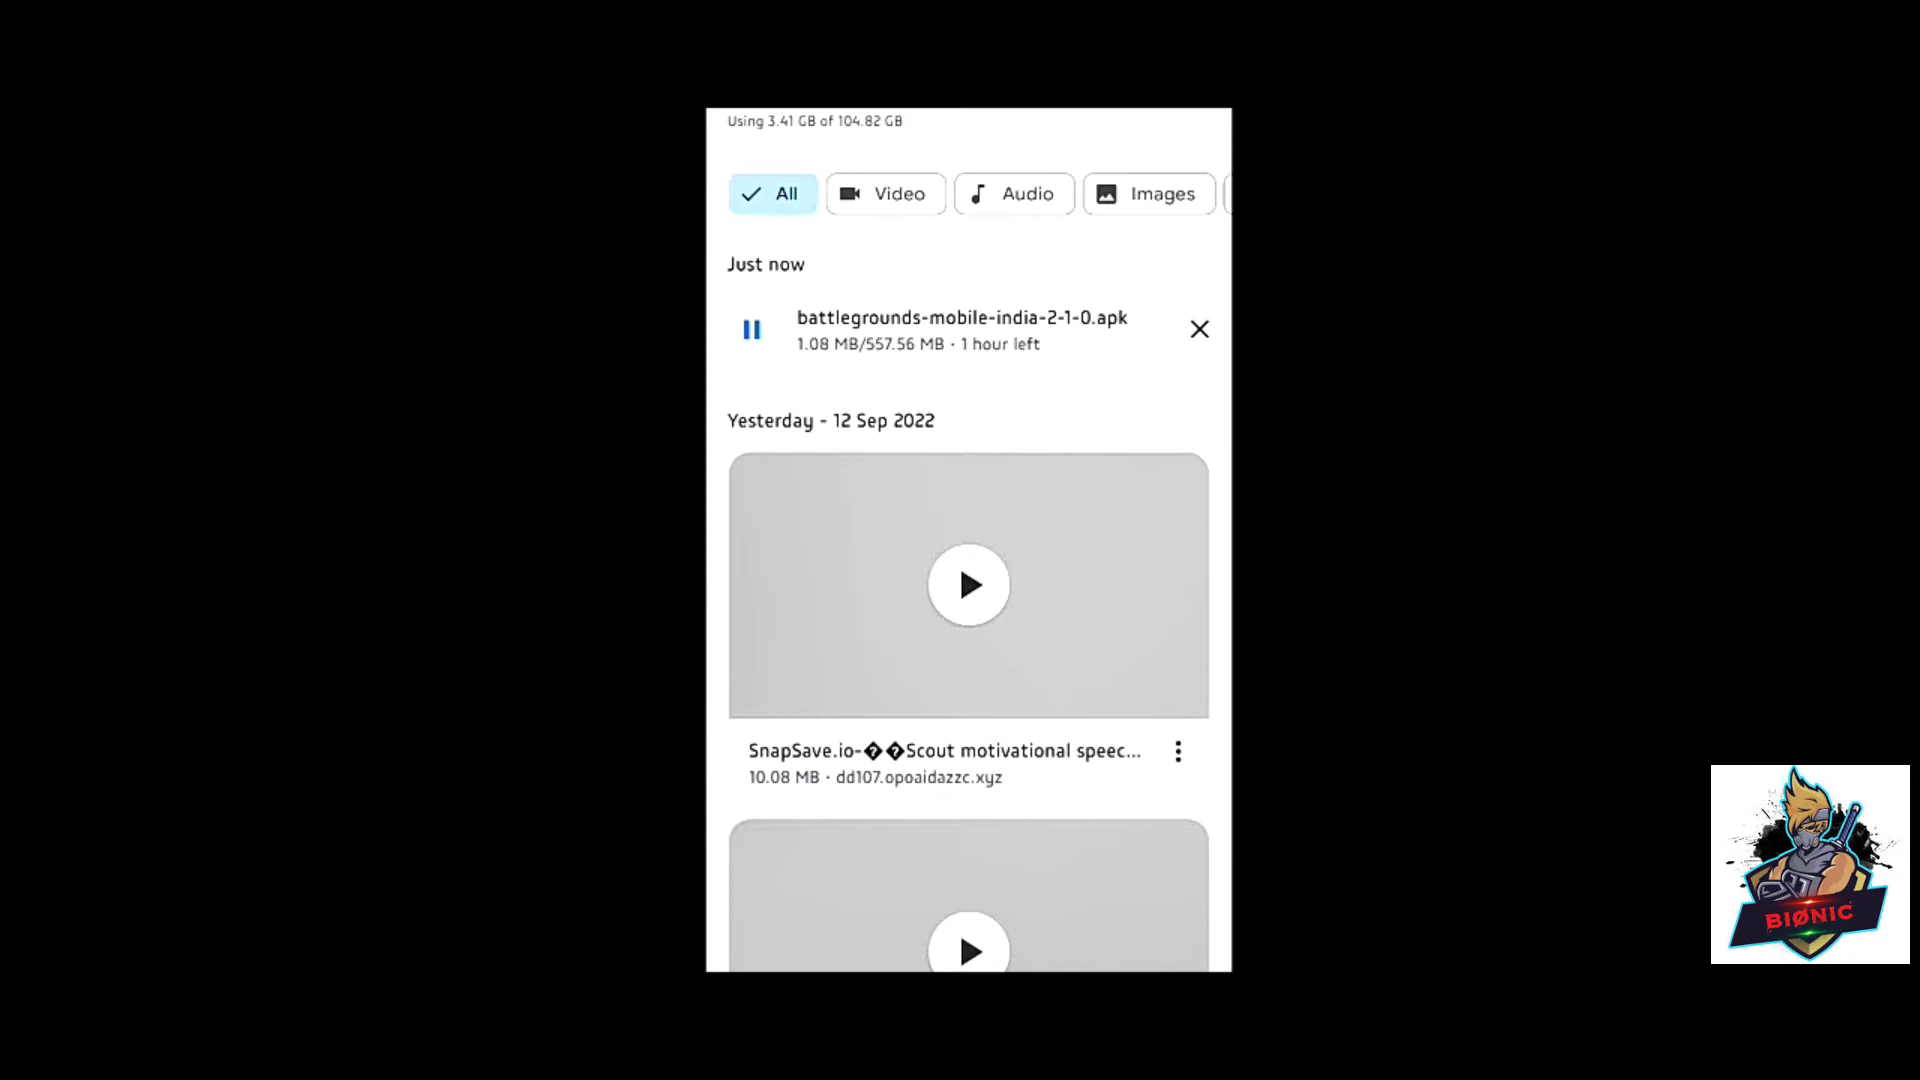 Using 3.41 GB of 104.82 GB
All
Video
Audio
Images
Just now
battlegrounds-mobile-india-2-1-0.apk
1.08 MB/557.56 MB • 1 hour left
Yesterday - 12 Sep 2022
SnapSave.io-��Scout motivational speec...
10.08 MB • dd107.opoaidazzc.xyz
BIØNIC